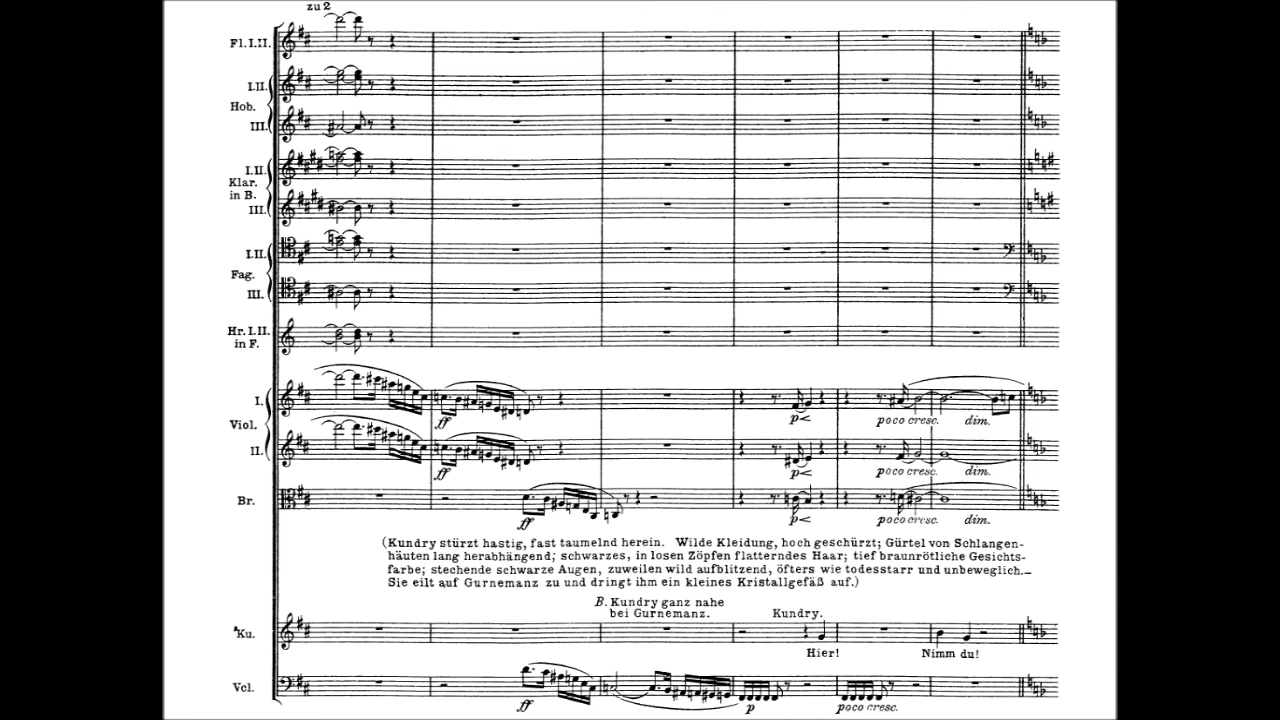 zu 2
Fl. I. II.
I. II.
Hob.
III.
I. II.
Klar.
in B.
III.
I. II.
Fag.
III.
Hr. I. II.
in F.
I.
ff
p
poco cresc.
dim.
Viol.
II.
ff
p
poco cresc.
dim.
Br.
ff
p
poco cresc.
dim.
(Kundry stürzt hastig, fast taumelnd herein. Wilde Kleidung, hoch geschürzt; Gürtel von Schlangen-
häuten lang herabhängend; schwarzes, in losen Zöpfen flatterndes Haar; tief braunrötliche Gesichts-
farbe; stechende schwarze Augen, zuweilen wild aufblitzend, öfters wie todesstarr und unbeweglich.—
Sie eilt auf Gurnemanz zu und dringt ihm ein kleines Kristallgefäß auf.)
B. Kundry ganz nahe
bei Gurnemanz.
Kundry.
Ku.
Hier! Nimm du!
Vcl.
ff
p
poco cresc.